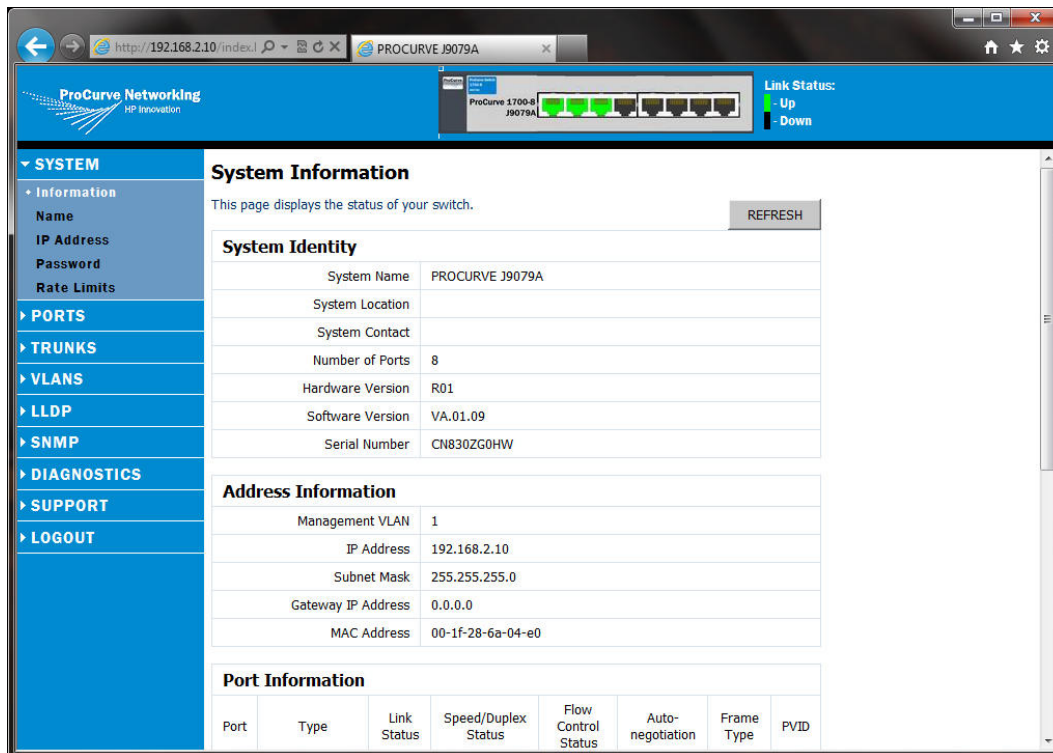 http://192.168.2.10/index.l
PROCURVE J9079A
ProCurve Networking
HP Innovation
ProCurve 1700-8
J9079A
Link Status:
- Up
- Down
SYSTEM
Information
Name
IP Address
Password
Rate Limits
PORTS
TRUNKS
VLANS
LLDP
SNMP
DIAGNOSTICS
SUPPORT
LOGOUT
System Information
This page displays the status of your switch.
REFRESH
System Identity
System Name PROCURVE J9079A
System Location
System Contact
Number of Ports 8
Hardware Version R01
Software Version VA.01.09
Serial Number CN830ZG0HW
Address Information
Management VLAN 1
IP Address 192.168.2.10
Subnet Mask 255.255.255.0
Gateway IP Address 0.0.0.0
MAC Address 00-1f-28-6a-04-e0
Port Information
Port Type Link Status Speed/Duplex Status Flow Control Status Auto-negotiation Frame Type PVID